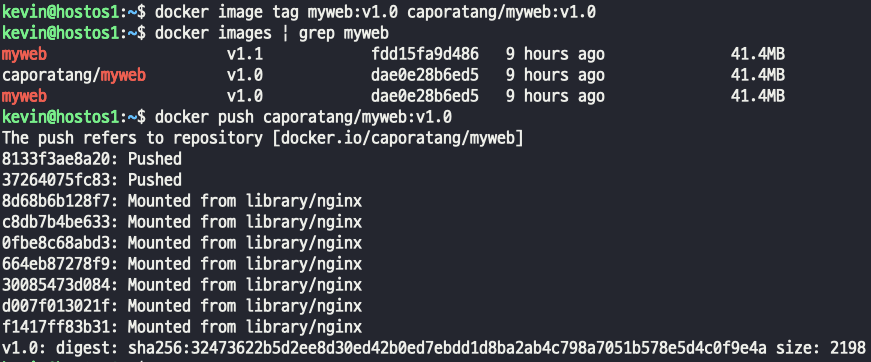 kevin@hostos1:~$ docker image tag myweb:v1.0 caporatang/myweb:v1.0
kevin@hostos1:~$ docker images | grep myweb
myweb v1.1 fdd15fa9d486 9 hours ago 41.4MB
caporatang/myweb v1.0 dae0e28b6ed5 9 hours ago 41.4MB
myweb v1.0 dae0e28b6ed5 9 hours ago 41.4MB
kevin@hostos1:~$ docker push caporatang/myweb:v1.0
The push refers to repository [docker.io/caporatang/myweb]
8133f3ae8a20: Pushed
37264075fc83: Pushed
8d68b6b128f7: Mounted from library/nginx
c8db7b4be633: Mounted from library/nginx
0fbe8c68abd3: Mounted from library/nginx
664eb87278f9: Mounted from library/nginx
30085473d084: Mounted from library/nginx
d007f013021f: Mounted from library/nginx
f1417ff83b31: Mounted from library/nginx
v1.0: digest: sha256:32473622b5d2ee8d30ed42b0ed7ebdd1d8ba2ab4c798a7051b578e5d4c0f9e4a size: 2198